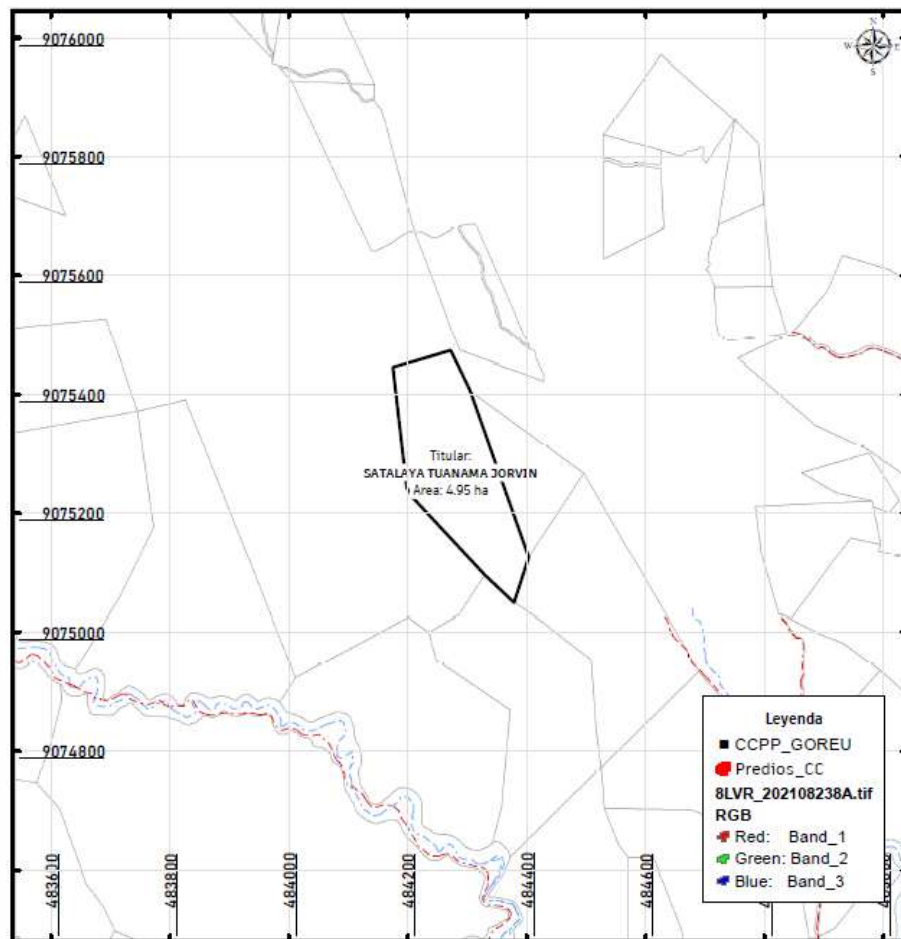 N
W E
S
9076000
9075800
9075600
9075400
9075200
9075000
9074800
Titular:
SATALAYA TUANAMA JORVIN
Area: 4.95 ha
Leyenda
CCPP_GOREU
Predios_CC
8LVR_202108238A.tif
RGB
Red: Band_1
Green: Band_2
Blue: Band_3
483800
484000
484200
484400
484600